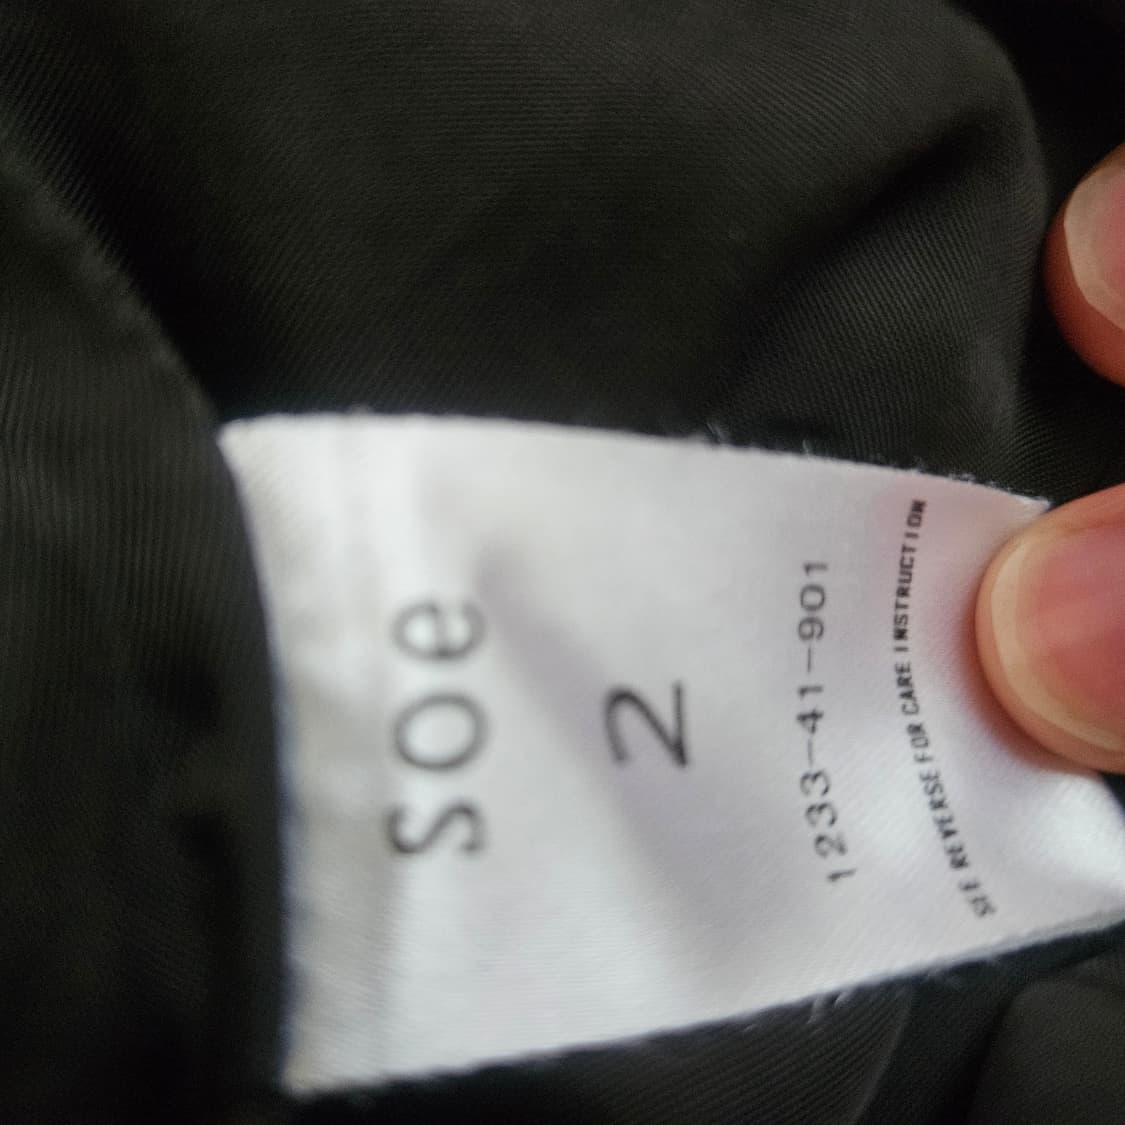 soe
2
1233-41-901
SEE REVERSE FOR CARE INSTRUCTION